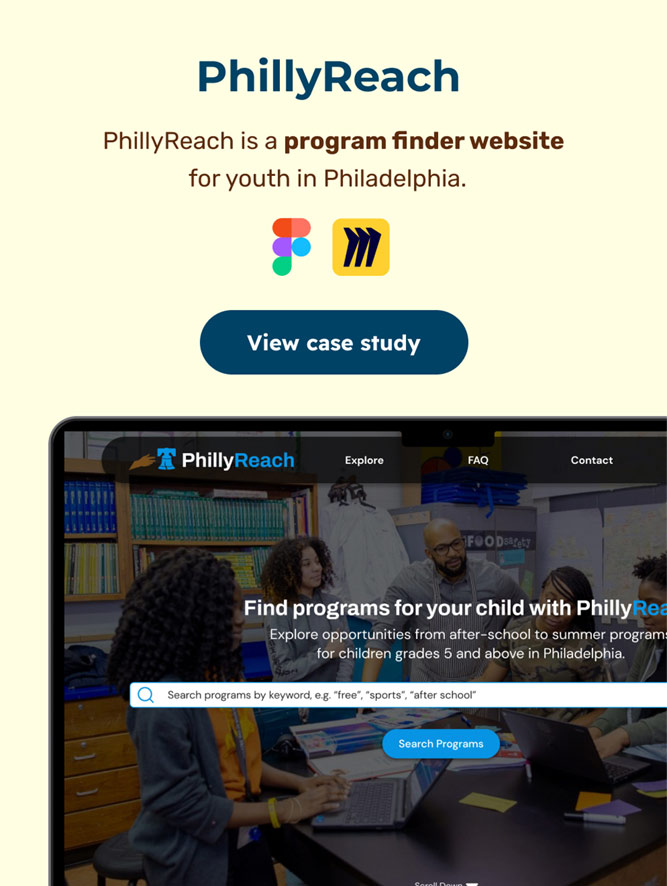 PhillyReach
PhillyReach is a program finder website
for youth in Philadelphia.
View case study
PhillyReach
Explore
FAQ
Contact
FOOD safety
Find programs for your child with PhillyRea
Explore opportunities from after-school to summer programs
for children grades 5 and above in Philadelphia.
Search programs by keyword, e.g. “free”, “sports”, “after school”
Search Programs
Scroll Down